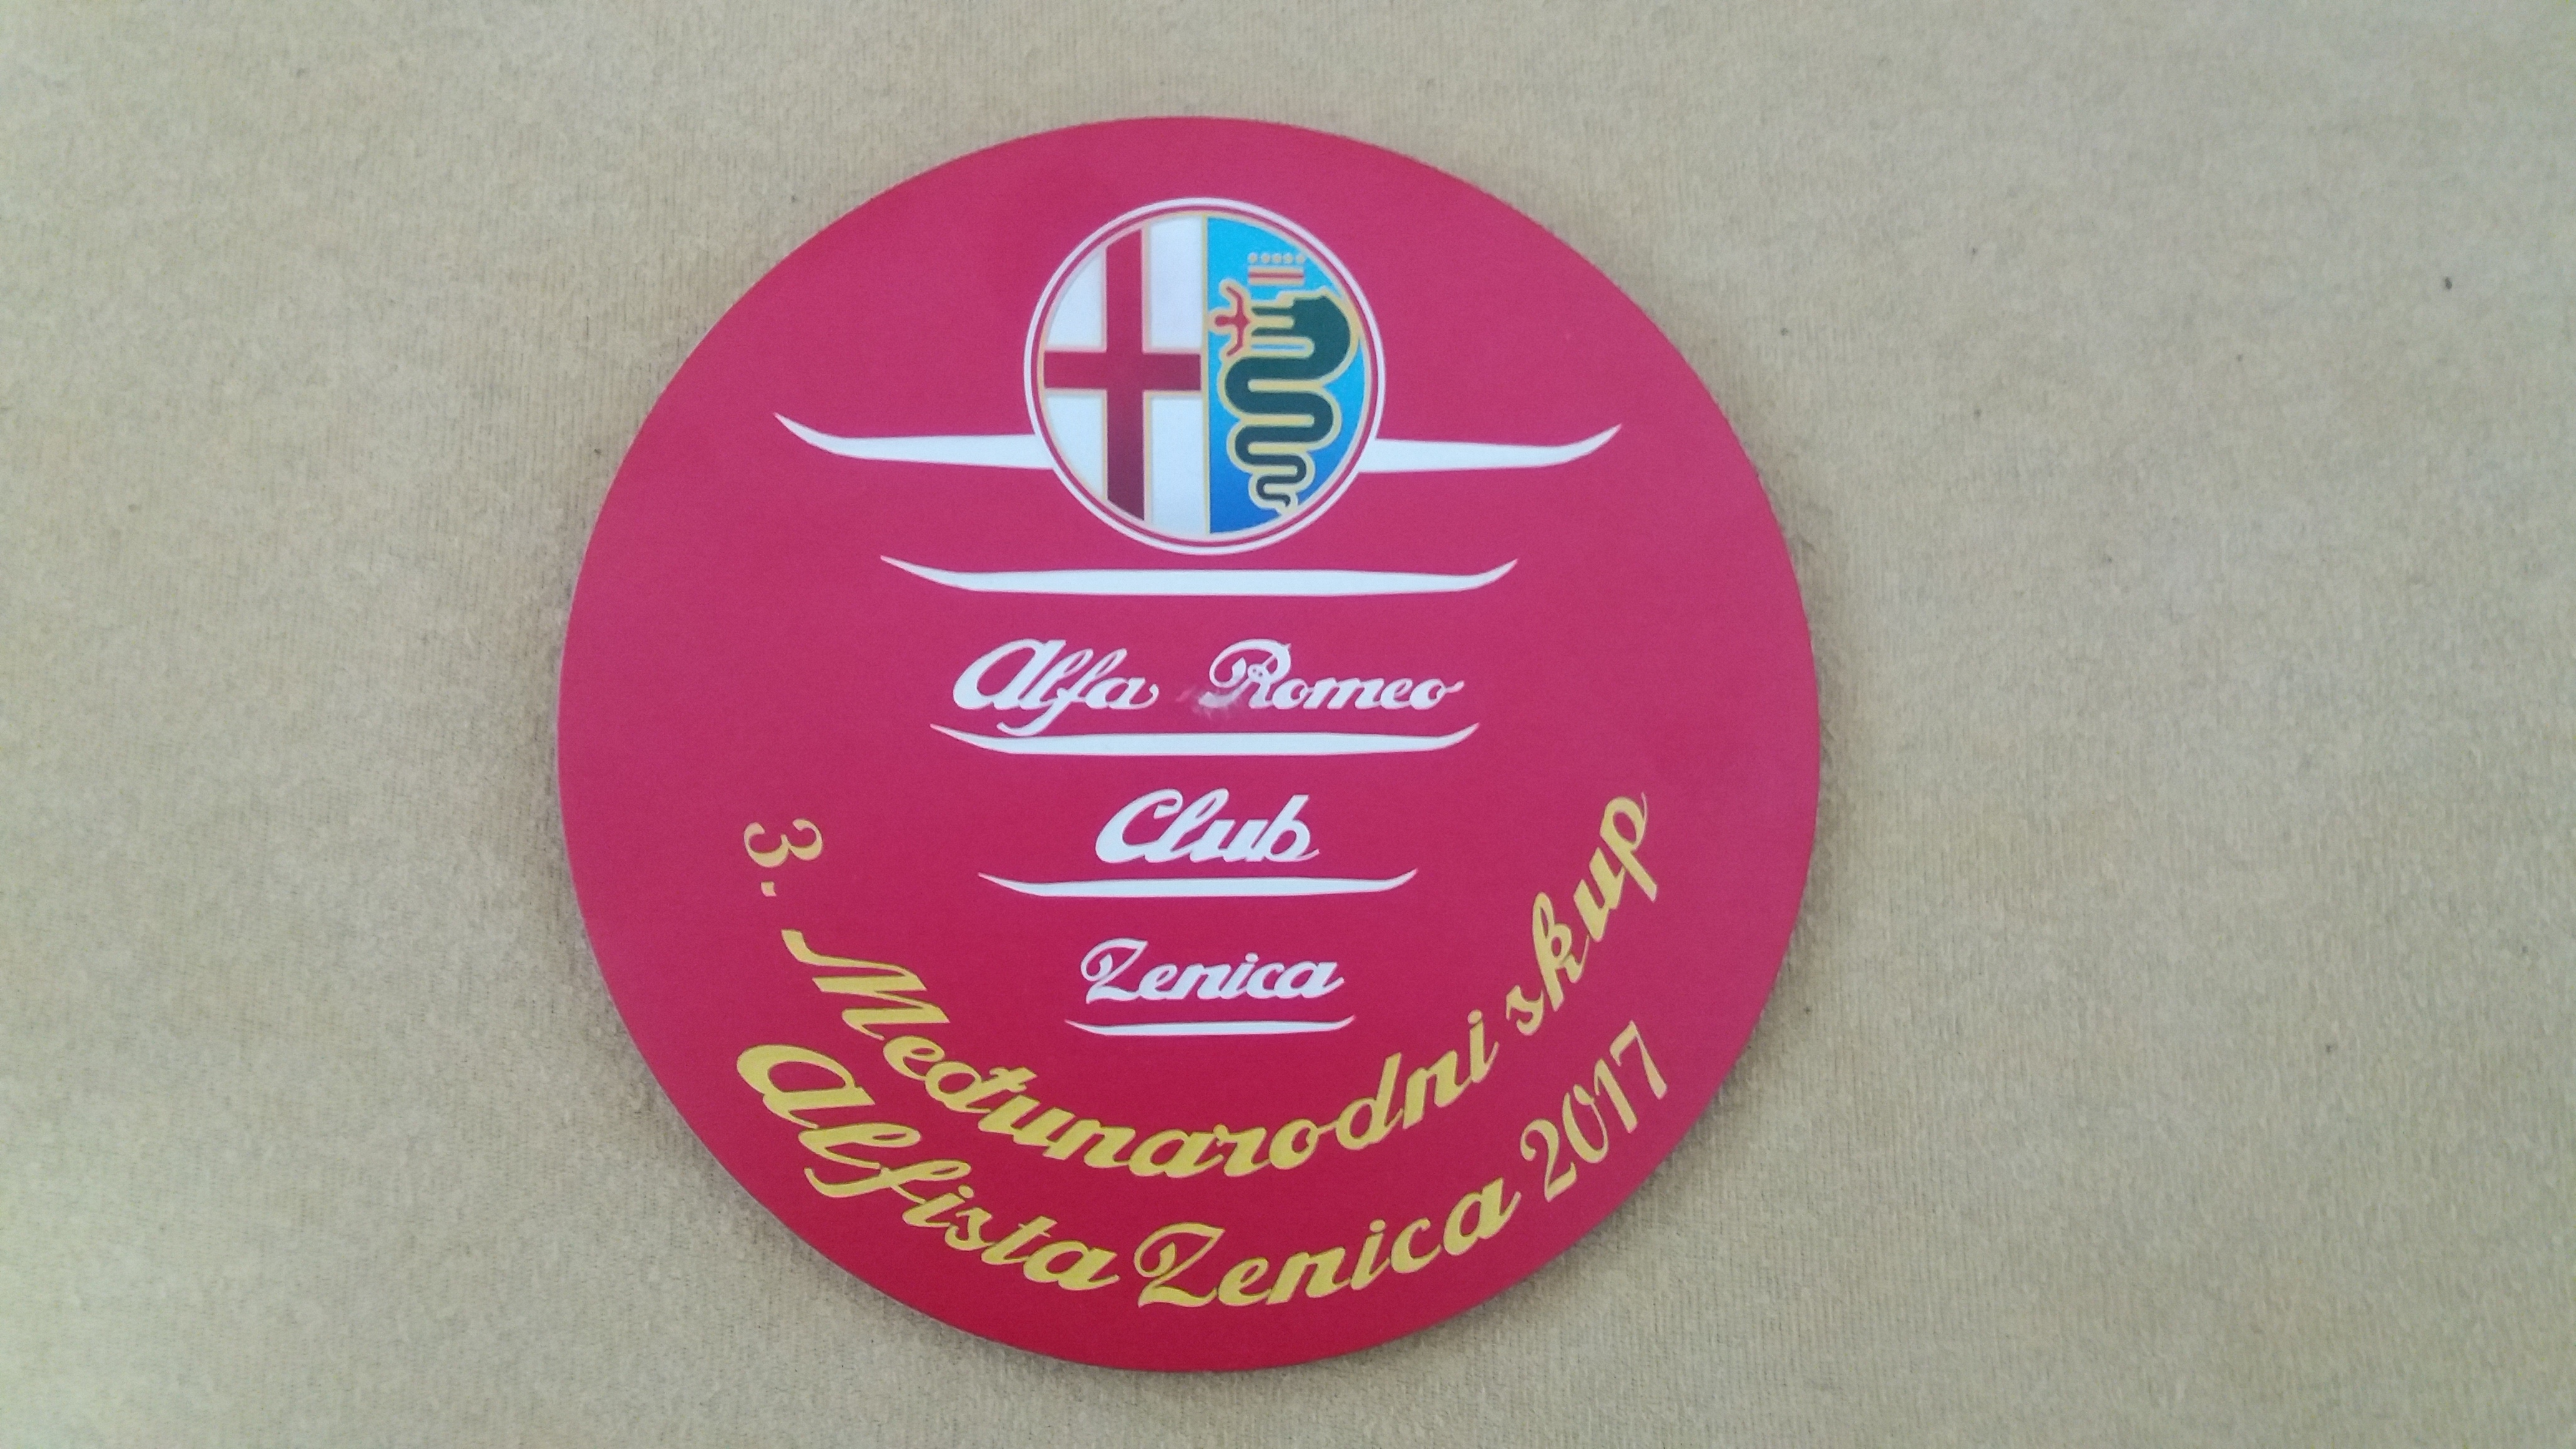 Alfa Romeo
Club
Zenica
3. Međunarodni skup
Alfista Zenica 2017